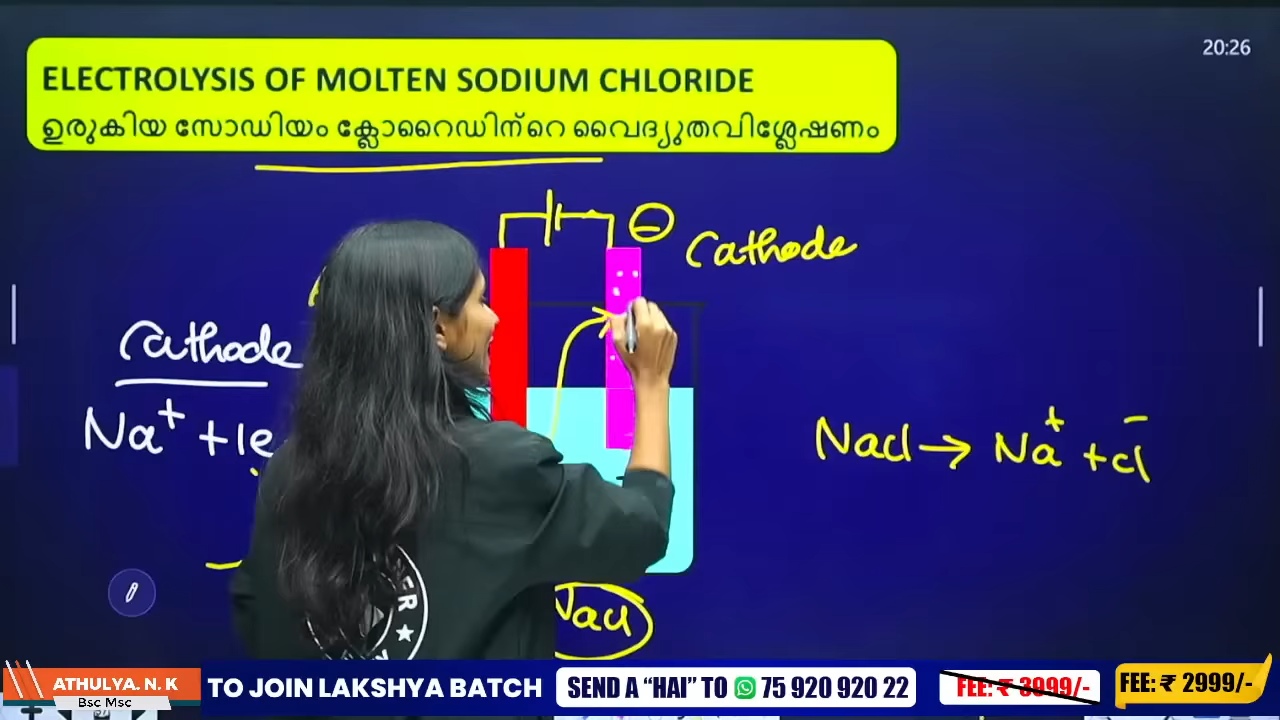 20:26
ELECTROLYSIS OF MOLTEN SODIUM CHLORIDE
ഉരുകിയ സോഡിയം ക്ലോറൈഡിന്റെ വൈദ്യുതവിശ്ലേഷണം
⊖
Cathode
Cathode
Na⁺ + 1e
Nacl → Na⁺ + cl⁻
Nacl
ATHULYA. N. K
Bsc Msc
TO JOIN LAKSHYA BATCH
SEND A “HAI” TO 75 920 920 22
FEE: ₹ 3999/-
FEE: ₹ 2999/-